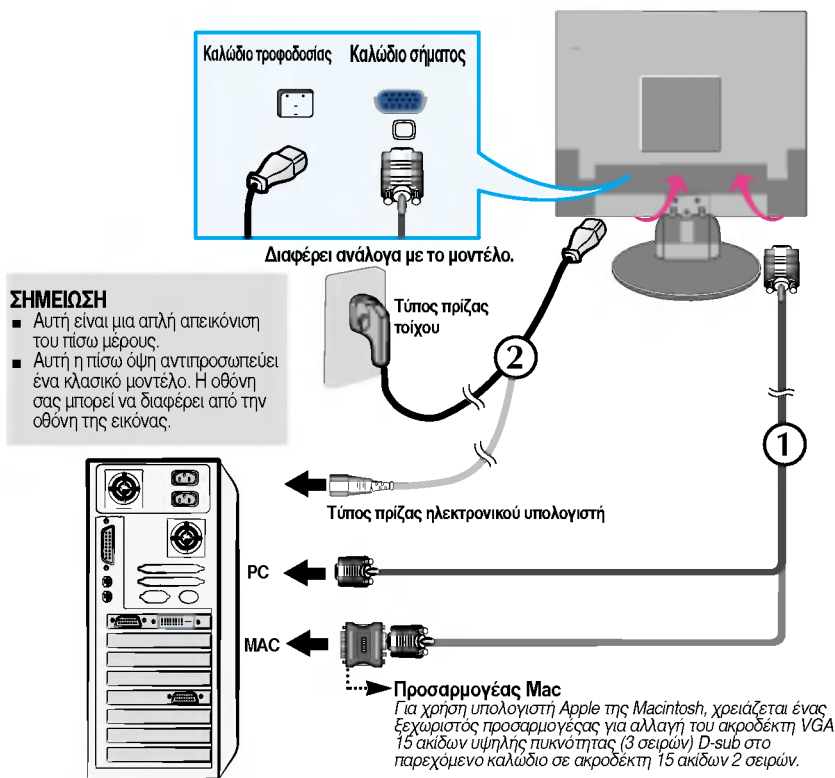 Καλώδιο τροφοδοσίας
Καλώδιο σήματος
Διαφέρει ανάλογα με το μοντέλο.
ΣΗΜΕΙΩΣΗ
■ Αυτή είναι μια απλή απεικόνιση
του πίσω μέρους.
■ Αυτή η πίσω όψη αντιπροσωπεύει
ένα κλασικό μοντέλο. Η οθόνη
σας μπορεί να διαφέρει από την
οθόνη της εικόνας.
Τύπος πρίζας
τοίχου
2
1
Τύπος πρίζας ηλεκτρονικού υπολογιστή
PC
MAC
Προσαρμογέας Mac
Για χρήση υπολογιστή Apple της Macintosh, χρειάζεται ένας
ξεχωριστός προσαρμογέςας για αλλαγή του ακροδέκτη VGA
15 ακίδων υψηλής πυκνότητας (3 σειρών) D-sub στο
παρεχόμενο καλώδιο σε ακροδέκτη 15 ακίδων 2 σειρών.